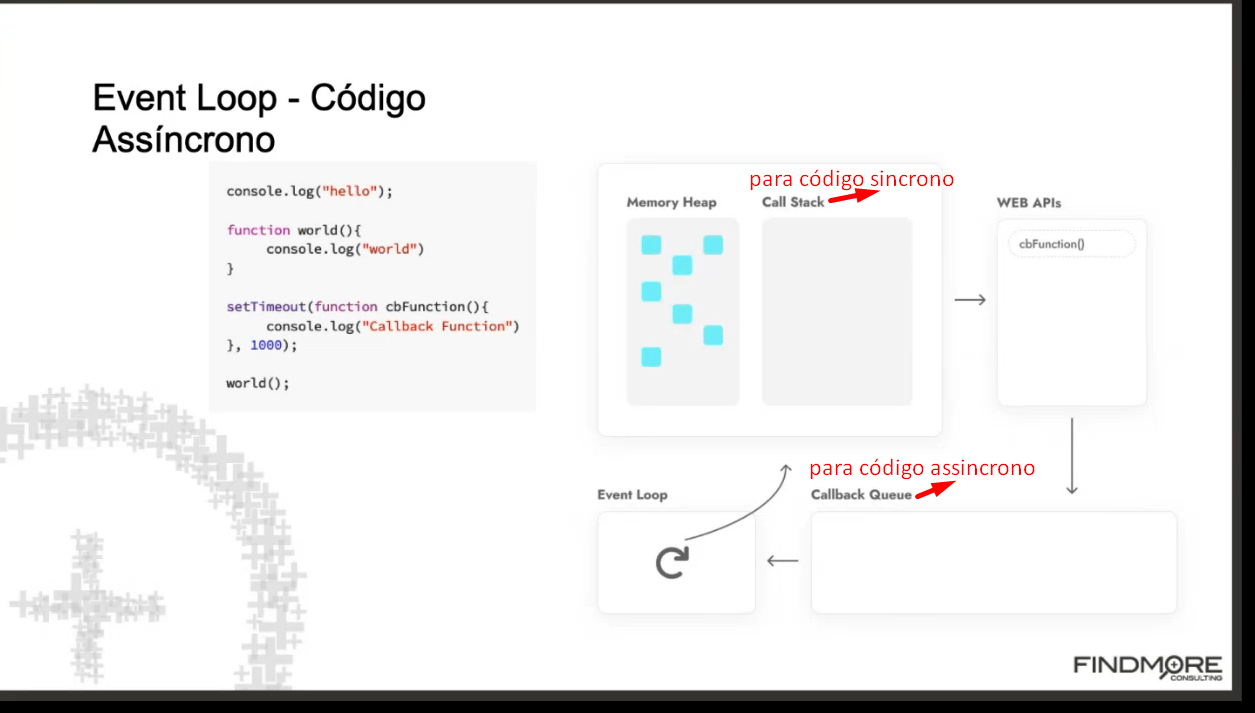 Event Loop - Código
Assíncrono
console.log("hello");
function world(){
console.log("world")
}
setTimeout(function cbFunction(){
console.log("Callback Function")
}, 1000);
world();
para código sincrono
Memory Heap
Call Stack
WEB APIs
cbFunction()
para código assincrono
Event Loop
Callback Queue
FINDMORE
CONSULTING